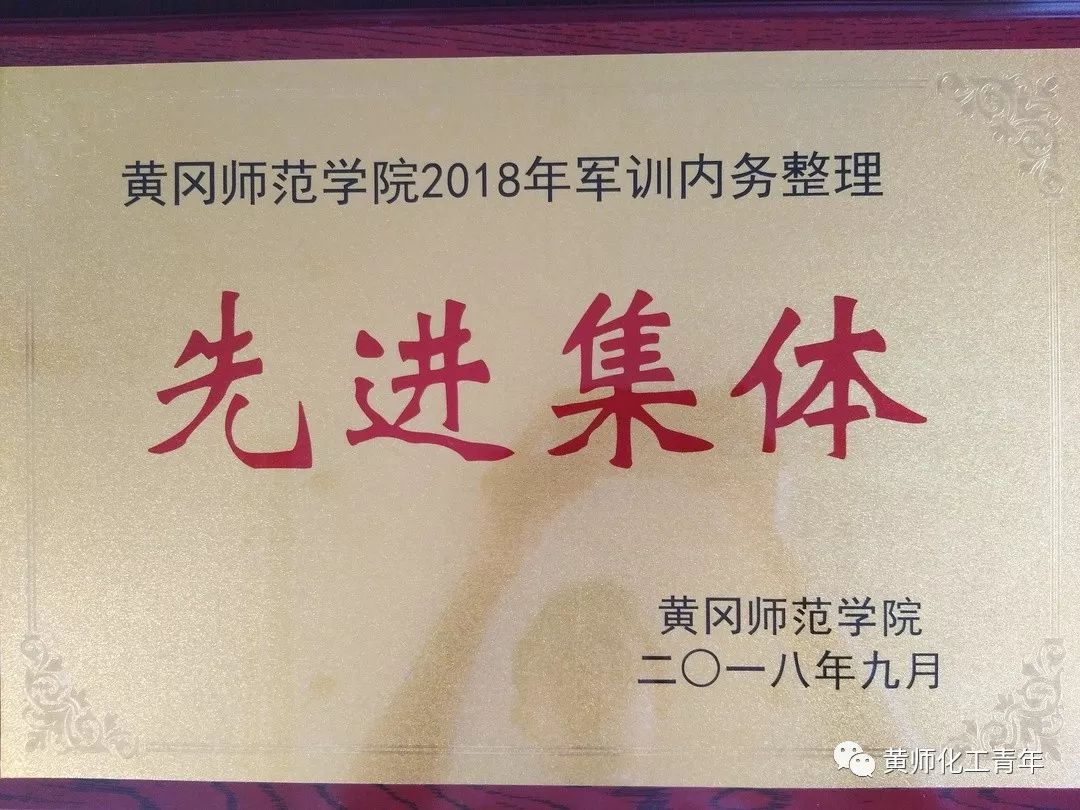 黄冈师范学院2018年军训内务整理
先进集体
黄冈师范学院
二〇一八年九月
黄师化工青年